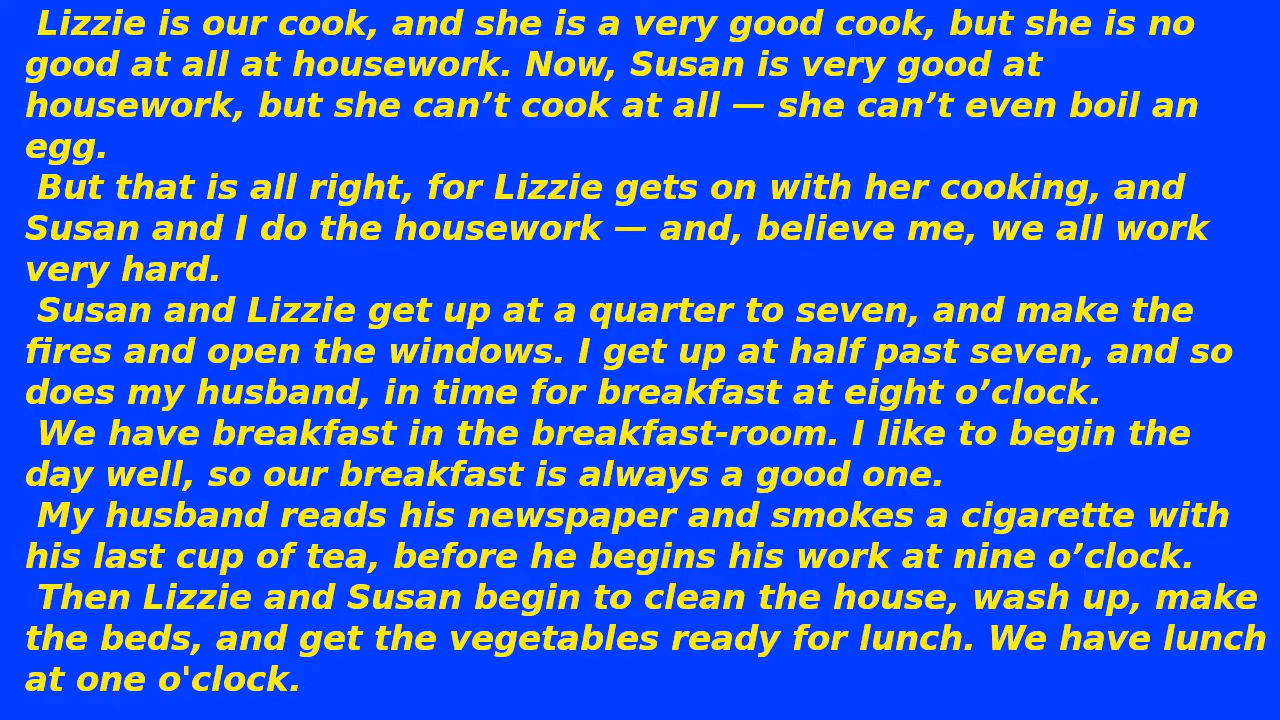 Lizzie is our cook, and she is a very good cook, but she is no
good at all at housework. Now, Susan is very good at
housework, but she can’t cook at all — she can’t even boil an
egg.
But that is all right, for Lizzie gets on with her cooking, and
Susan and I do the housework — and, believe me, we all work
very hard.
Susan and Lizzie get up at a quarter to seven, and make the
fires and open the windows. I get up at half past seven, and so
does my husband, in time for breakfast at eight o’clock.
We have breakfast in the breakfast-room. I like to begin the
day well, so our breakfast is always a good one.
My husband reads his newspaper and smokes a cigarette with
his last cup of tea, before he begins his work at nine o’clock.
Then Lizzie and Susan begin to clean the house, wash up, make
the beds, and get the vegetables ready for lunch. We have lunch
at one o'clock.